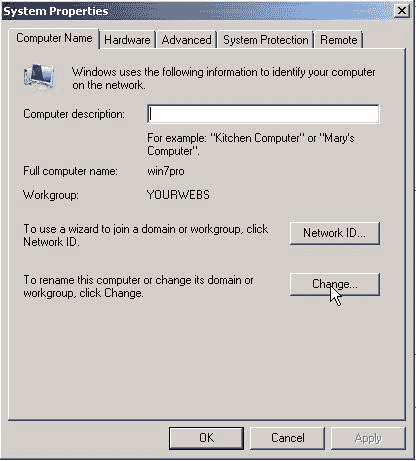 System Properties
Computer Name Hardware Advanced System Protection Remote
Windows uses the following information to identify your computer
on the network.
Computer description:
For example: "Kitchen Computer" or "Mary's
Computer".
Full computer name: win7pro
Workgroup: YOURWEBS
To use a wizard to join a domain or workgroup, click
Network ID.
Network ID...
To rename this computer or change its domain or
workgroup, click Change.
Change...
OK Cancel Apply